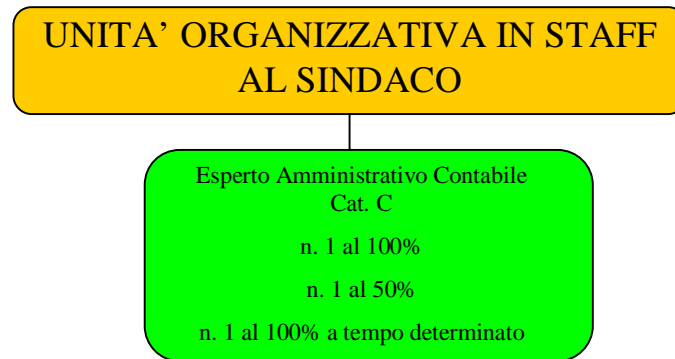 UNITA’ ORGANIZZATIVA IN STAFF
AL SINDACO
Esperto Amministrativo Contabile
Cat. C
n. 1 al 100%
n. 1 al 50%
n. 1 al 100% a tempo determinato